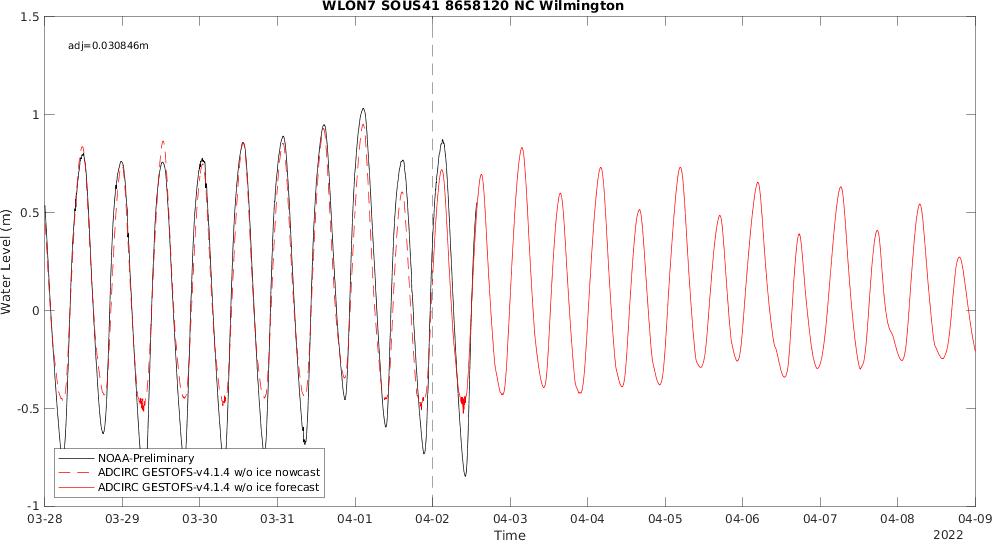 WLON7 SOUS41 8658120 NC Wilmington
adj=0.030846m
1.5
1
0.5
0
-0.5
-1
Water Level (m)
NOAA-Preliminary
ADCIRC GESTOFS-v4.1.4 w/o ice nowcast
ADCIRC GESTOFS-v4.1.4 w/o ice forecast
03-28 03-29 03-30 03-31 04-01 04-02 04-03 04-04 04-05 04-06 04-07 04-08 04-09
Time
2022